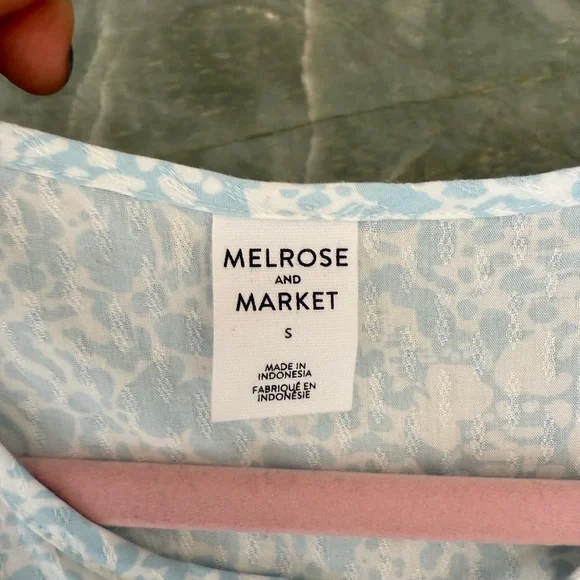 MELROSE
AND
MARKET
S
MADE IN
INDONESIA
FABRIQUÉ EN
INDONÉSIE